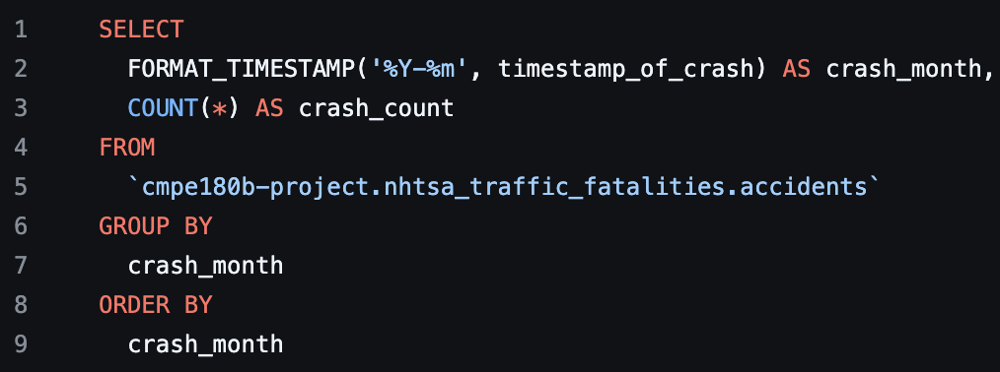 1 SELECT
2 FORMAT_TIMESTAMP('%Y-%m', timestamp_of_crash) AS crash_month,
3 COUNT(*) AS crash_count
4 FROM
5 `cmpe180b-project.nhtsa_traffic_fatalities.accidents`
6 GROUP BY
7 crash_month
8 ORDER BY
9 crash_month